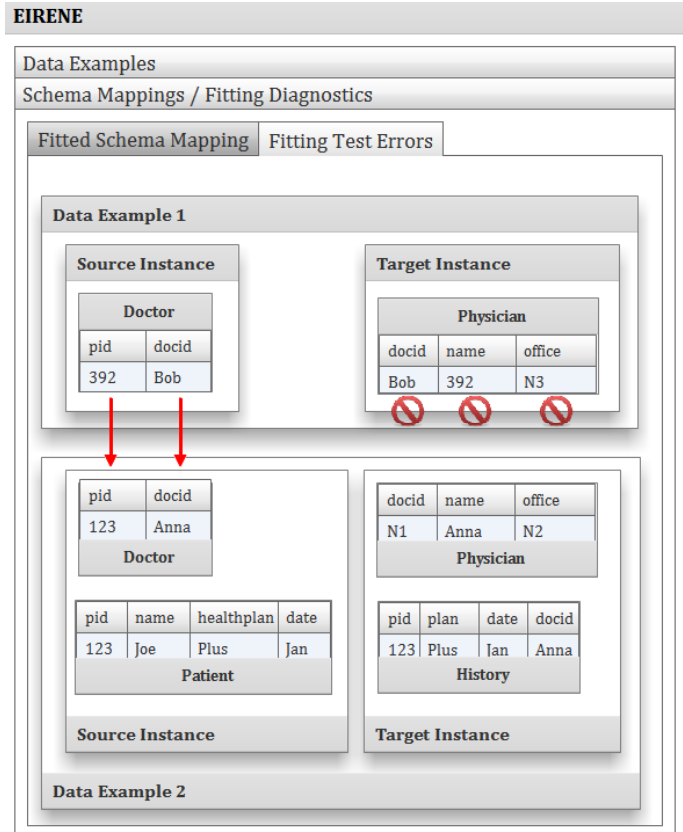 EIRENE
Data Examples
Schema Mappings / Fitting Diagnostics
Fitted Schema Mapping Fitting Test Errors
Data Example 1
Source Instance
Doctor
pid docid
392 Bob
Target Instance
Physician
docid name office
Bob 392 N3
pid docid
123 Anna
Doctor
pid name healthplan date
123 Joe Plus Jan
Patient
Source Instance
docid name office
N1 Anna N2
Physician
pid plan date docid
123 Plus Jan Anna
History
Target Instance
Data Example 2